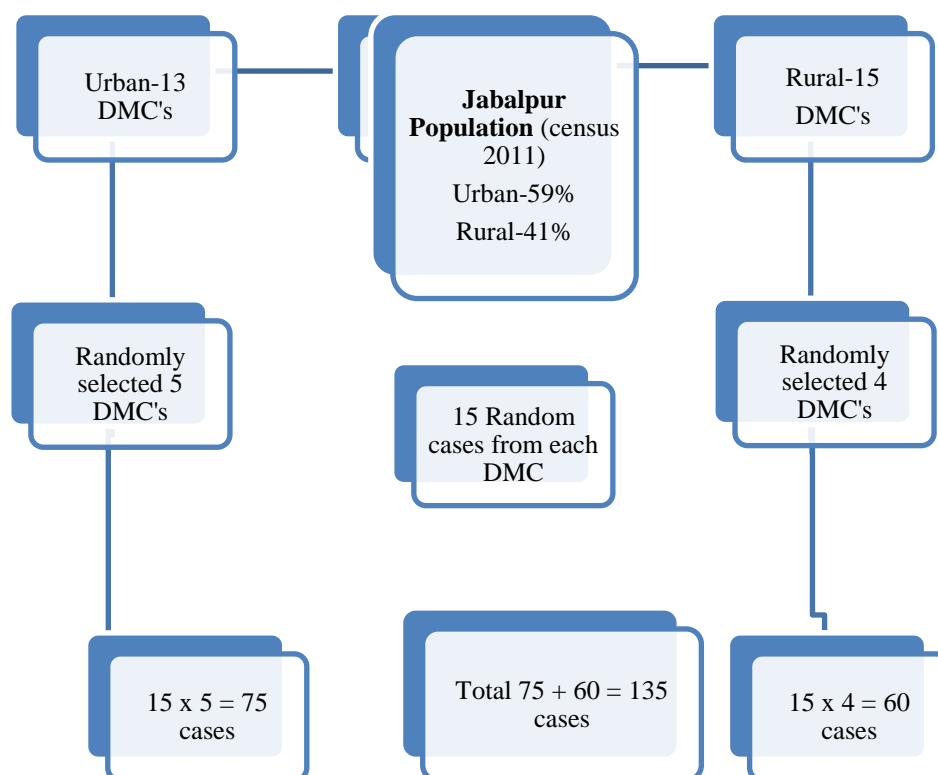 Urban-13
DMC's
Jabalpur
Population (census
2011)
Urban-59%
Rural-41%
Rural-15
DMC's
Randomly
selected 5
DMC's
15 Random
cases from each
DMC
Randomly
selected 4
DMC's
15 x 5 = 75
cases
Total 75 + 60 = 135
cases
15 x 4 = 60
cases